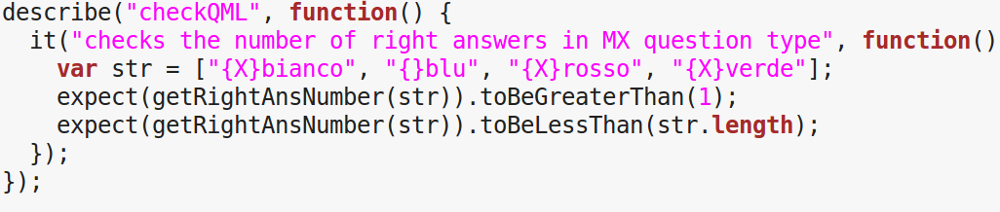 describe("checkQML", function() {
  it("checks the number of right answers in MX question type", function()
    var str = ["{X}bianco", "{}blu", "{X}rosso", "{X}verde"];
    expect(getRightAnsNumber(str)).toBeGreaterThan(1);
    expect(getRightAnsNumber(str)).toBeLessThan(str.length);
  });
});